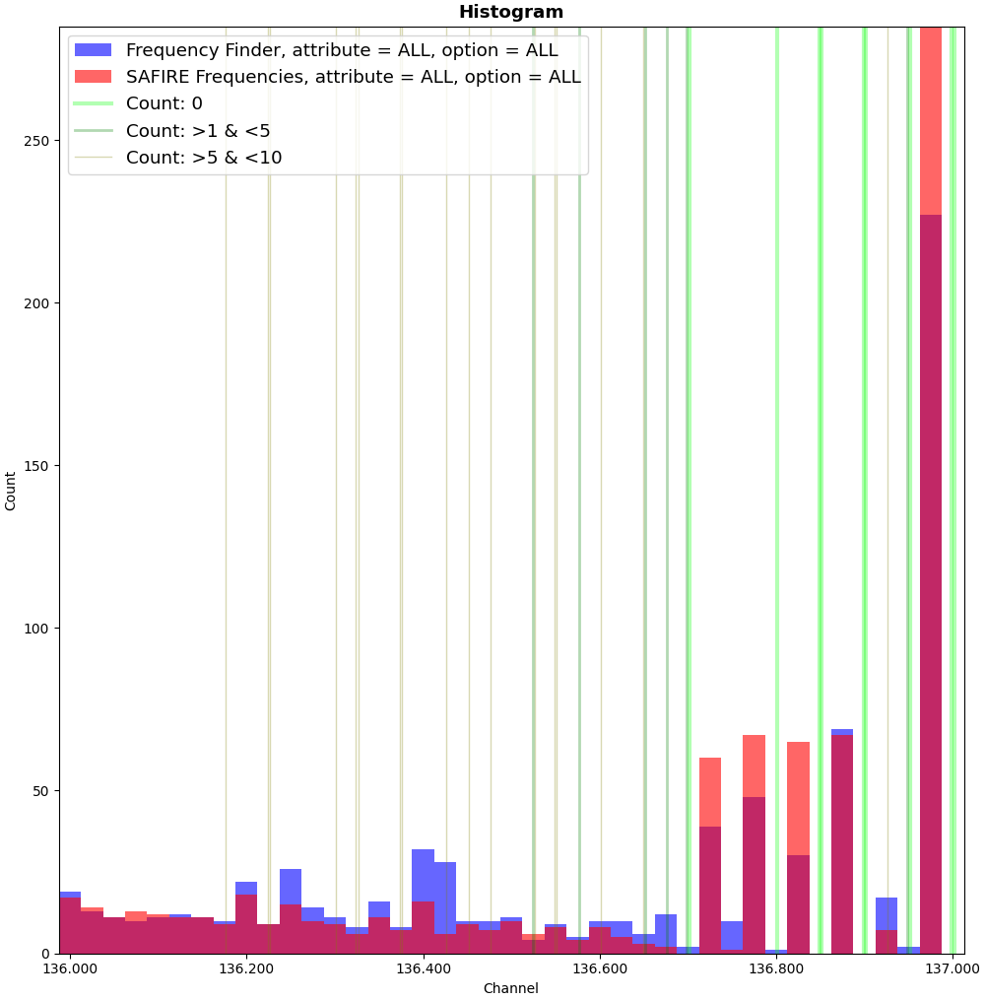 Histogram
Frequency Finder, attribute = ALL, option = ALL
SAFIRE Frequencies, attribute = ALL, option = ALL
Count: 0
Count: >1 & <5
Count: >5 & <10
250
200
150
100
50
0
Count
136.000 136.200 136.400 136.600 136.800 137.000
Channel